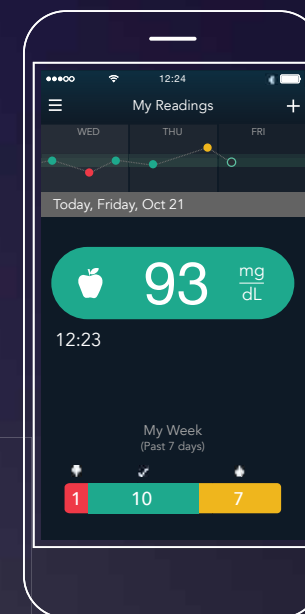 12:24
My Readings
WED THU FRI
Today, Friday, Oct 21
93 mg
dL
12:23
My Week
(Past 7 days)
1 10 7